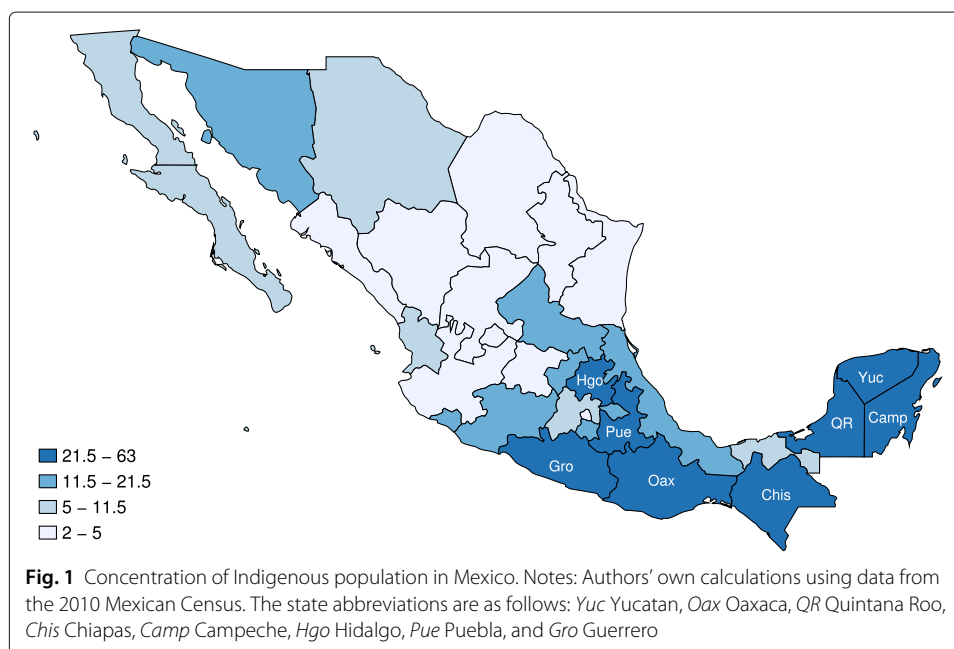 Hgo
Yuc
QR
Camp
Pue
Gro
Oax
Chis
21.5 – 63
11.5 – 21.5
5 – 11.5
2 – 5
Fig. 1 Concentration of Indigenous population in Mexico. Notes: Authors' own calculations using data from
the 2010 Mexican Census. The state abbreviations are as follows: Yuc Yucatan, Oax Oaxaca, QR Quintana Roo,
Chis Chiapas, Camp Campeche, Hgo Hidalgo, Pue Puebla, and Gro Guerrero